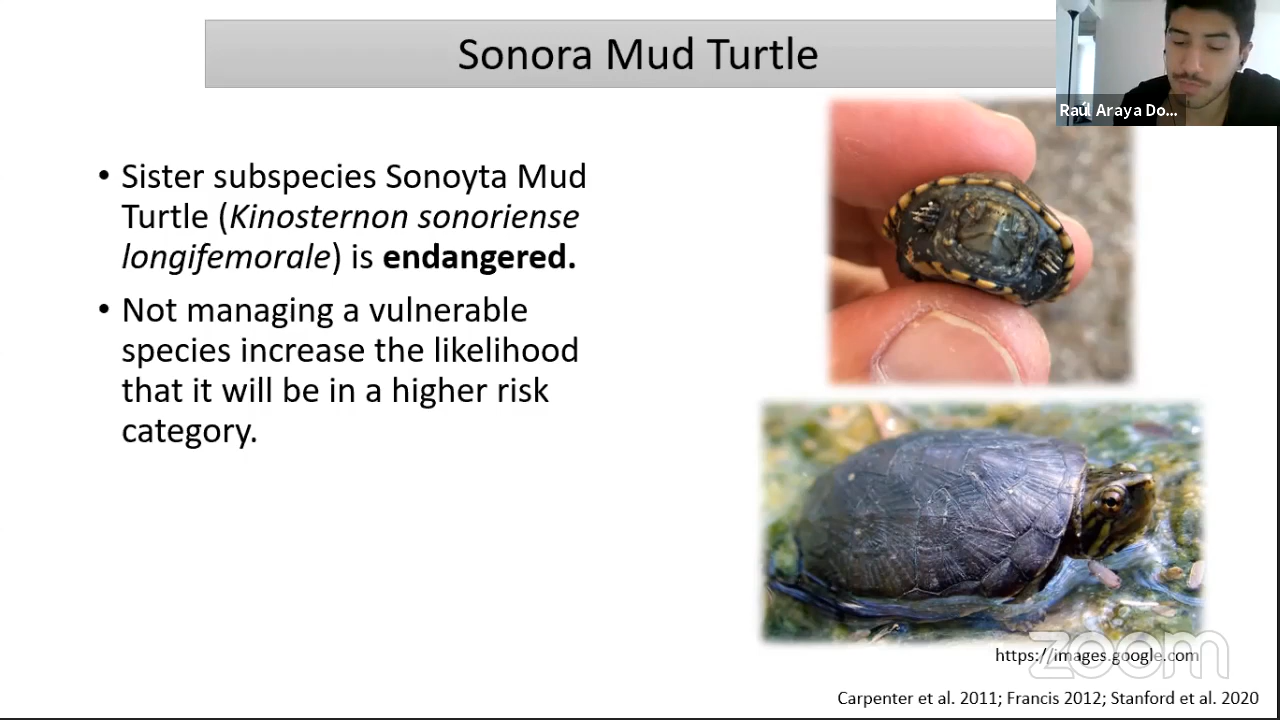 Sonora Mud Turtle
Raúl Araya Do...
• Sister subspecies Sonoyta Mud
Turtle (Kinosternon sonoriense
longifemorale) is endangered.
• Not managing a vulnerable
species increase the likelihood
that it will be in a higher risk
category.
zoom
https://images.google.com
Carpenter et al. 2011; Francis 2012; Stanford et al. 2020